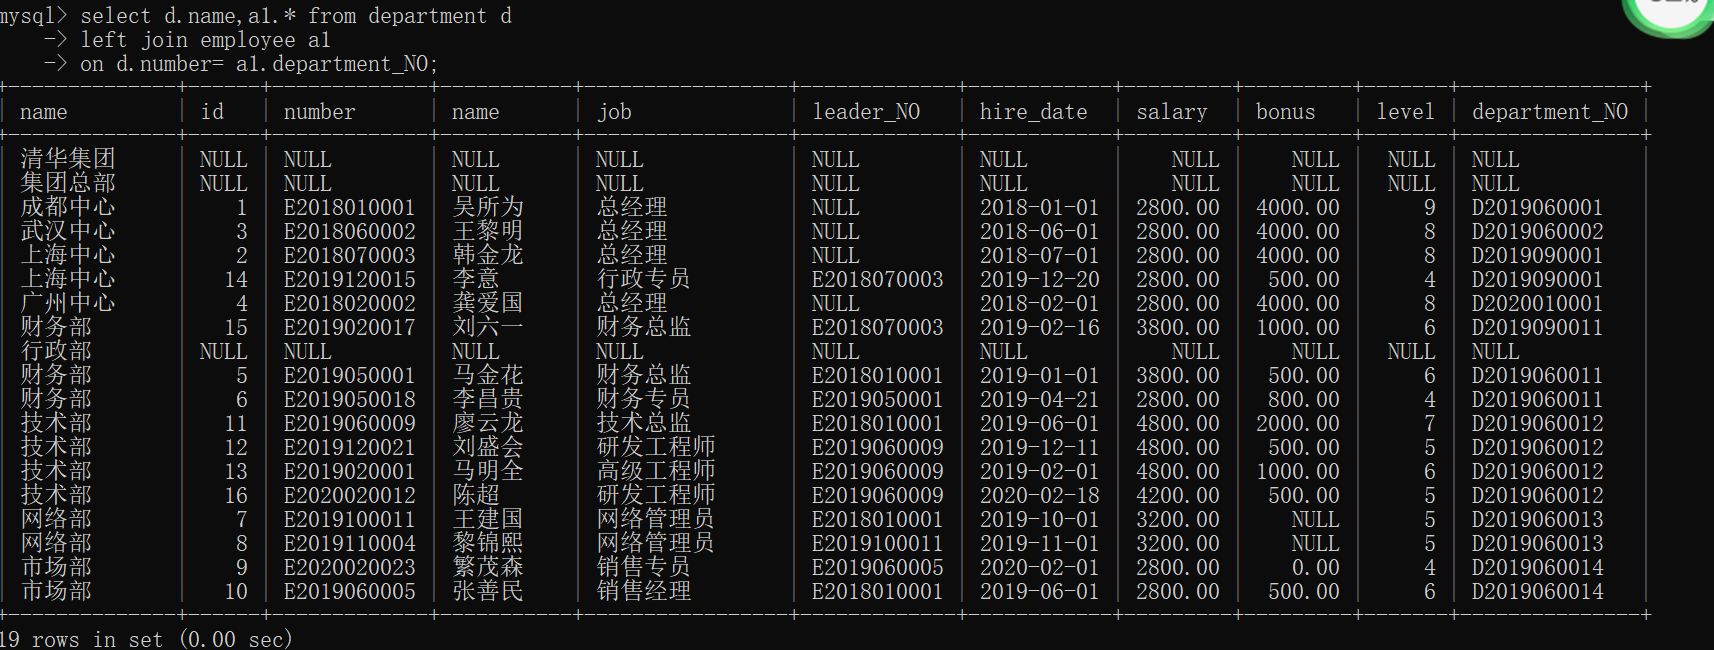 mysql> select d.name,a1.* from department d
    -> left join employee a1
    -> on d.number= a1.department_NO;
+--------------+------+-------------+-----------+-----------------+-------------+------------+---------+---------+-------+---------------+
| name | id | number | name | job | leader_NO | hire_date | salary | bonus | level | department_NO |
+--------------+------+-------------+-----------+-----------------+-------------+------------+---------+---------+-------+---------------+
| 清华集团 | NULL | NULL | NULL | NULL | NULL | NULL | NULL | NULL | NULL | NULL |
| 集团总部 | NULL | NULL | NULL | NULL | NULL | NULL | NULL | NULL | NULL | NULL |
| 成都中心 | 1 | E2018010001 | 吴所为 | 总经理 | NULL | 2018-01-01 | 2800.00 | 4000.00 | 9 | D2019060001 |
| 武汉中心 | 3 | E2018060002 | 王黎明 | 总经理 | NULL | 2018-06-01 | 2800.00 | 4000.00 | 8 | D2019060002 |
| 上海中心 | 2 | E2018070003 | 韩金龙 | 总经理 | NULL | 2018-07-01 | 2800.00 | 4000.00 | 8 | D2019090001 |
| 上海中心 | 14 | E2019120015 | 李意 | 行政专员 | E2018070003 | 2019-12-20 | 2800.00 | 500.00 | 4 | D2019090001 |
| 广州中心 | 4 | E2018020002 | 龚爱国 | 总经理 | NULL | 2018-02-01 | 2800.00 | 4000.00 | 8 | D2020010001 |
| 财务部 | 15 | E2019020017 | 刘六一 | 财务总监 | E2018070003 | 2019-02-16 | 3800.00 | 1000.00 | 6 | D2019090011 |
| 行政部 | NULL | NULL | NULL | NULL | NULL | NULL | NULL | NULL | NULL | NULL |
| 财务部 | 5 | E2019050001 | 马金花 | 财务总监 | E2018010001 | 2019-01-01 | 3800.00 | 500.00 | 6 | D2019060011 |
| 财务部 | 6 | E2019050018 | 李昌贵 | 财务专员 | E2019050001 | 2019-04-21 | 2800.00 | 800.00 | 4 | D2019060011 |
| 技术部 | 11 | E2019060009 | 廖云龙 | 技术总监 | E2018010001 | 2019-06-01 | 4800.00 | 2000.00 | 7 | D2019060012 |
| 技术部 | 12 | E2019120021 | 刘盛会 | 研发工程师 | E2019060009 | 2019-12-11 | 4800.00 | 500.00 | 5 | D2019060012 |
| 技术部 | 13 | E2019020001 | 马明全 | 高级工程师 | E2019060009 | 2019-02-01 | 4800.00 | 1000.00 | 6 | D2019060012 |
| 技术部 | 16 | E2020020012 | 陈超 | 研发工程师 | E2019060009 | 2020-02-18 | 4200.00 | 500.00 | 5 | D2019060012 |
| 网络部 | 7 | E2019100011 | 王建国 | 网络管理员 | E2018010001 | 2019-10-01 | 3200.00 | NULL | 5 | D2019060013 |
| 网络部 | 8 | E2019110004 | 黎锦熙 | 网络管理员 | E2019100011 | 2019-11-01 | 3200.00 | NULL | 5 | D2019060013 |
| 市场部 | 9 | E2020020023 | 繁茂森 | 销售专员 | E2019060005 | 2020-02-01 | 2800.00 | 0.00 | 4 | D2019060014 |
| 市场部 | 10 | E2019060005 | 张善民 | 销售经理 | E2018010001 | 2019-06-01 | 2800.00 | 500.00 | 6 | D2019060014 |
+--------------+------+-------------+-----------+-----------------+-------------+------------+---------+---------+-------+---------------+
19 rows in set (0.00 sec)